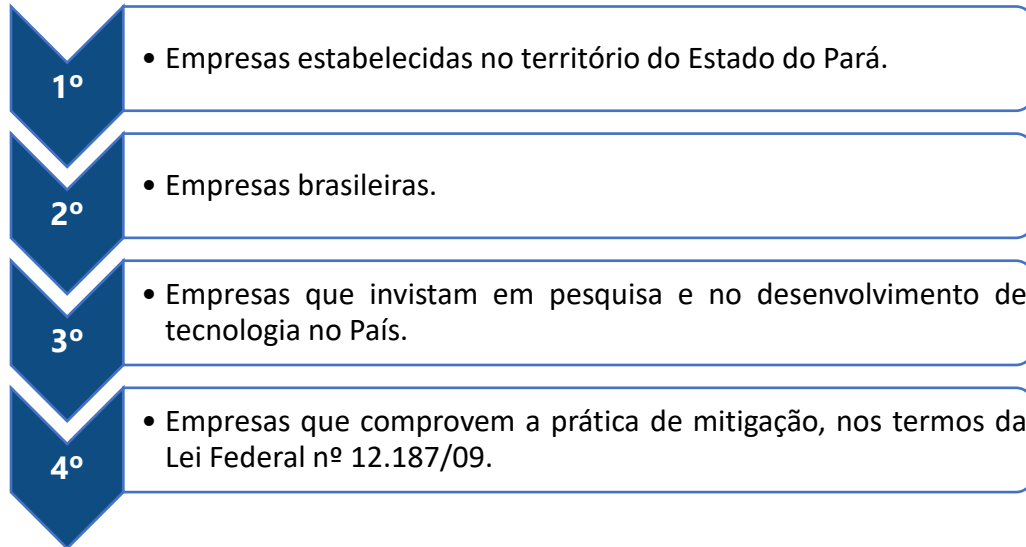 1º
• Empresas estabelecidas no território do Estado do Pará.
2º
• Empresas brasileiras.
3º
• Empresas que invistam em pesquisa e no desenvolvimento de
tecnologia no País.
4º
• Empresas que comprovem a prática de mitigação, nos termos da
Lei Federal nº 12.187/09.